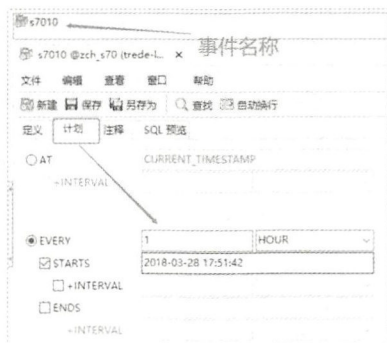 s7010
s7010 @zch_s70 (trede-l... ×
事件名称
文件 编辑 查看 窗口 帮助
新建 保存 另存为 查找 自动换行
定义 计划 注释 SQL 预览
AT CURRENT_TIMESTAMP
+INTERVAL
EVERY 1 HOUR
STARTS 2018-03-28 17:51:42
+INTERVAL
ENDS
+INTERVAL